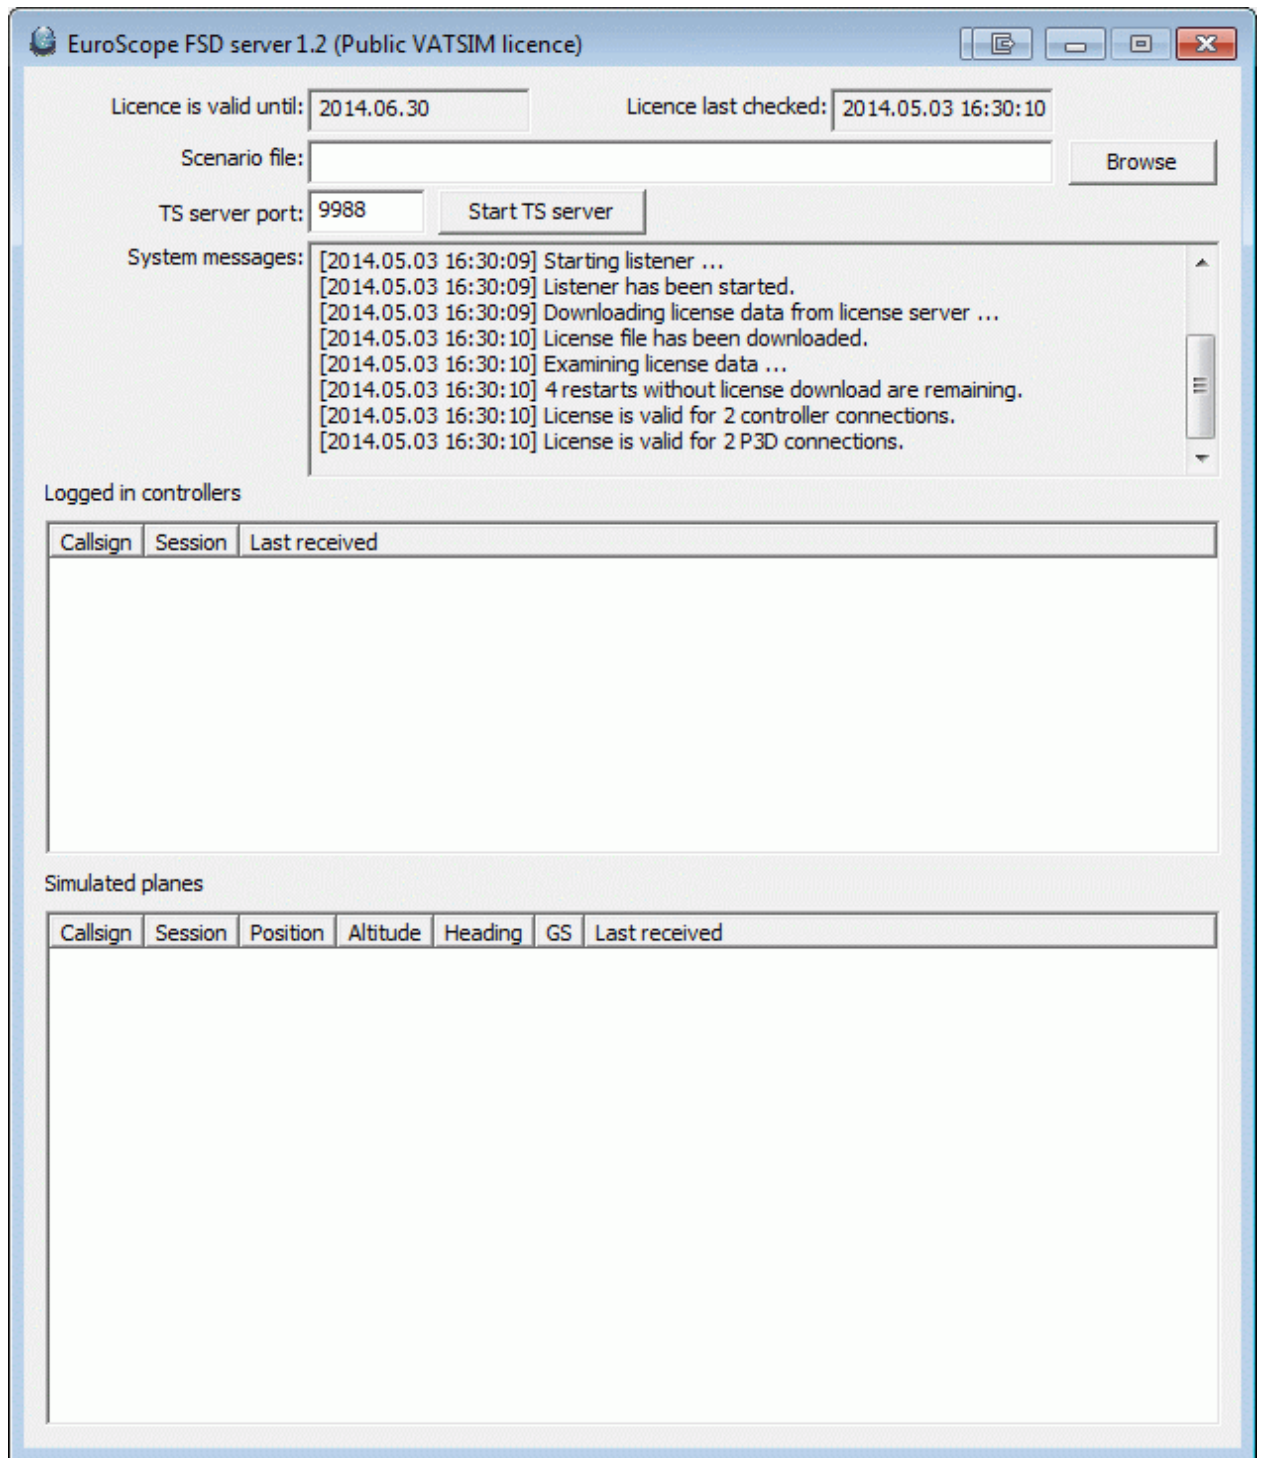 EuroScope FSD server 1.2 (Public VATSIM licence)
Licence is valid until: 2014.06.30 Licence last checked: 2014.05.03 16:30:10
Scenario file: Browse
TS server port: 9988 Start TS server
System messages: [2014.05.03 16:30:09] Starting listener ...
[2014.05.03 16:30:09] Listener has been started.
[2014.05.03 16:30:09] Downloading license data from license server ...
[2014.05.03 16:30:10] License file has been downloaded.
[2014.05.03 16:30:10] Examining license data ...
[2014.05.03 16:30:10] 4 restarts without license download are remaining.
[2014.05.03 16:30:10] License is valid for 2 controller connections.
[2014.05.03 16:30:10] License is valid for 2 P3D connections.
Logged in controllers
Callsign Session Last received
Simulated planes
Callsign Session Position Altitude Heading GS Last received